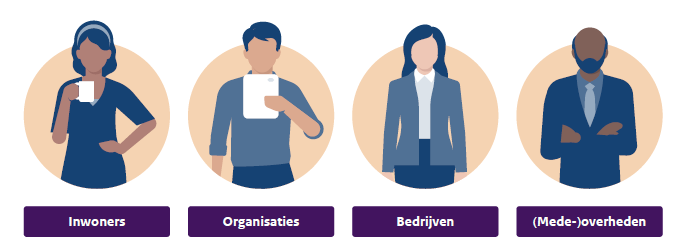 Inwoners
Organisaties
Bedrijven
(Mede-)overheden